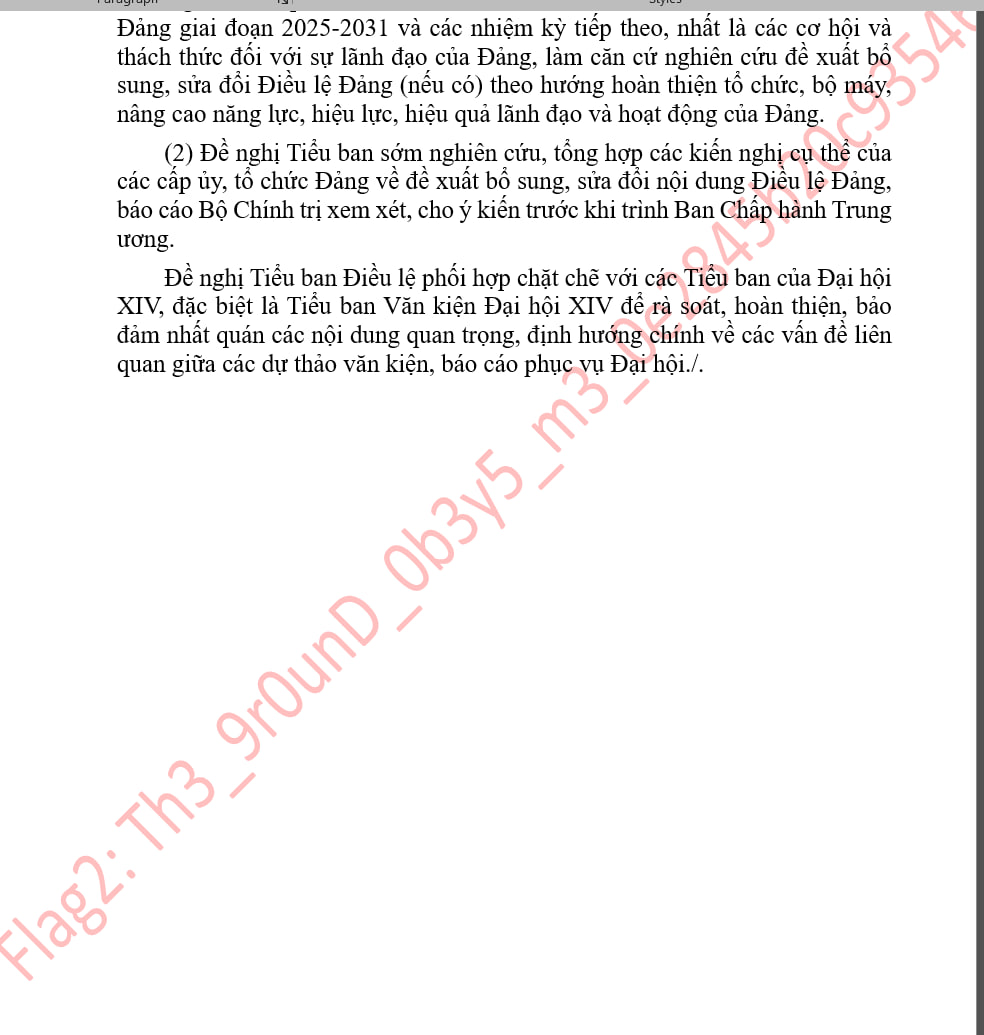 Đảng giai đoạn 2025-2031 và các nhiệm kỳ tiếp theo, nhất là các cơ hội và
thách thức đối với sự lãnh đạo của Đảng, làm căn cứ nghiên cứu đề xuất bổ
sung, sửa đổi Điều lệ Đảng (nếu có) theo hướng hoàn thiện tổ chức, bộ máy,
nâng cao năng lực, hiệu lực, hiệu quả lãnh đạo và hoạt động của Đảng.
(2) Đề nghị Tiểu ban sớm nghiên cứu, tổng hợp các kiến nghị cụ thể của
các cấp ủy, tổ chức Đảng về đề xuất bổ sung, sửa đổi nội dung Điều lệ Đảng,
báo cáo Bộ Chính trị xem xét, cho ý kiến trước khi trình Ban Chấp hành Trung
ương.
Đề nghị Tiểu ban Điều lệ phối hợp chặt chẽ với các Tiểu ban của Đại hội
XIV, đặc biệt là Tiểu ban Văn kiện Đại hội XIV để rà soát, hoàn thiện, bảo
đảm nhất quán các nội dung quan trọng, định hướng chính về các vấn đề liên
quan giữa các dự thảo văn kiện, báo cáo phục vụ Đại hội./.
Flag2: Th3_9r0unD_0b3y5_m3_0e2845h20c93546